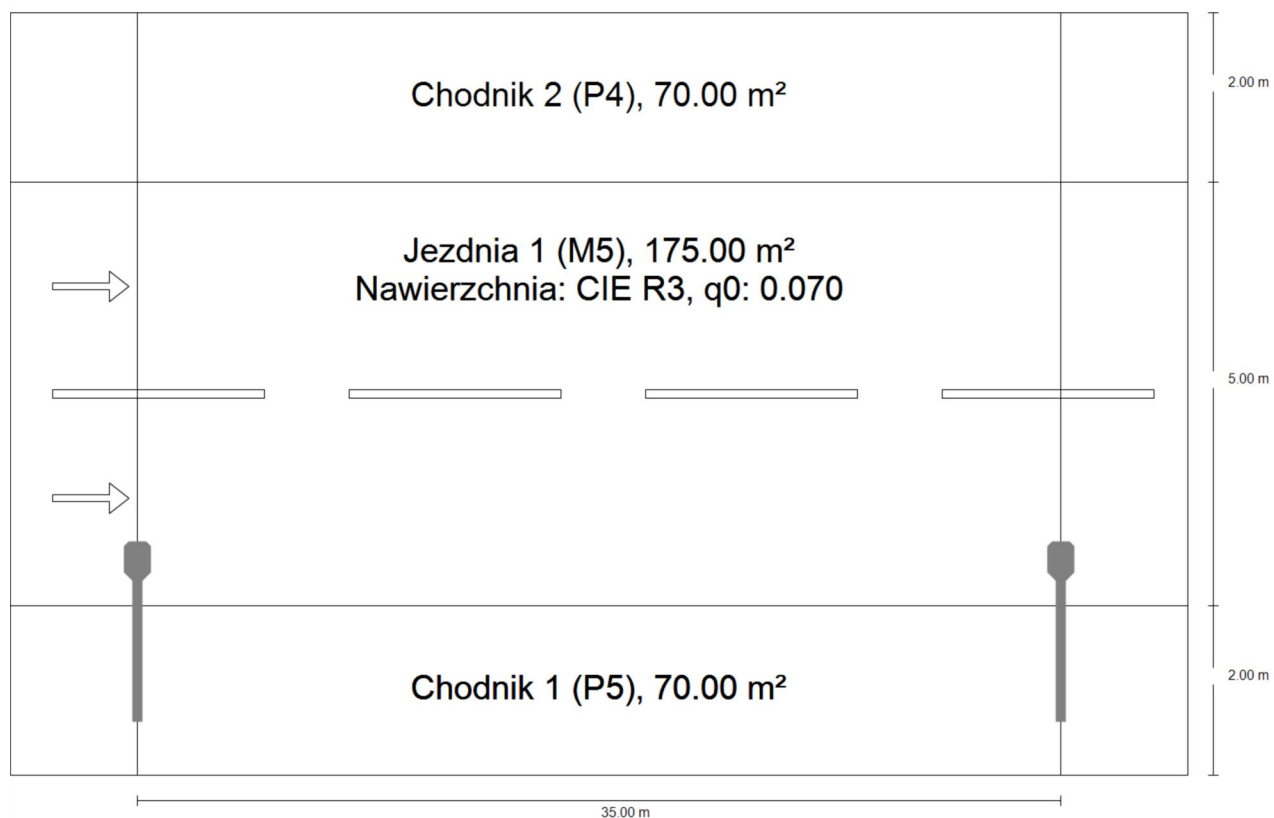 Chodnik 2 (P4), 70.00 m²
2.00 m
Jezdnia 1 (M5), 175.00 m²
Nawierzchnia: CIE R3, q0: 0.070
5.00 m
Chodnik 1 (P5), 70.00 m²
2.00 m
35.00 m